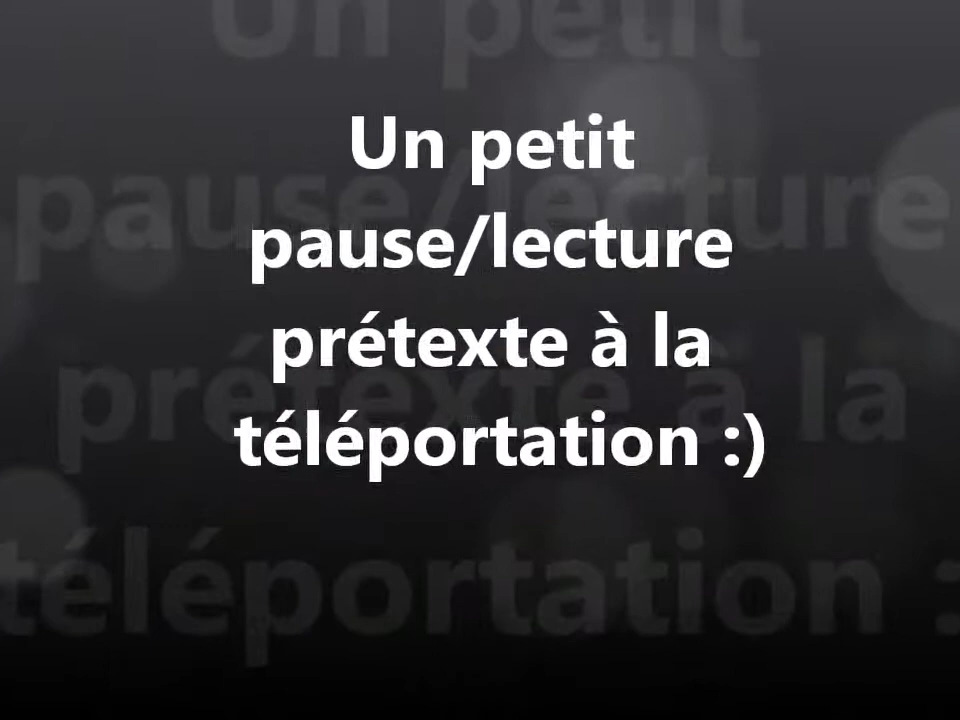 Un petit
pause/lecture
prétexte à la
téléportation :)